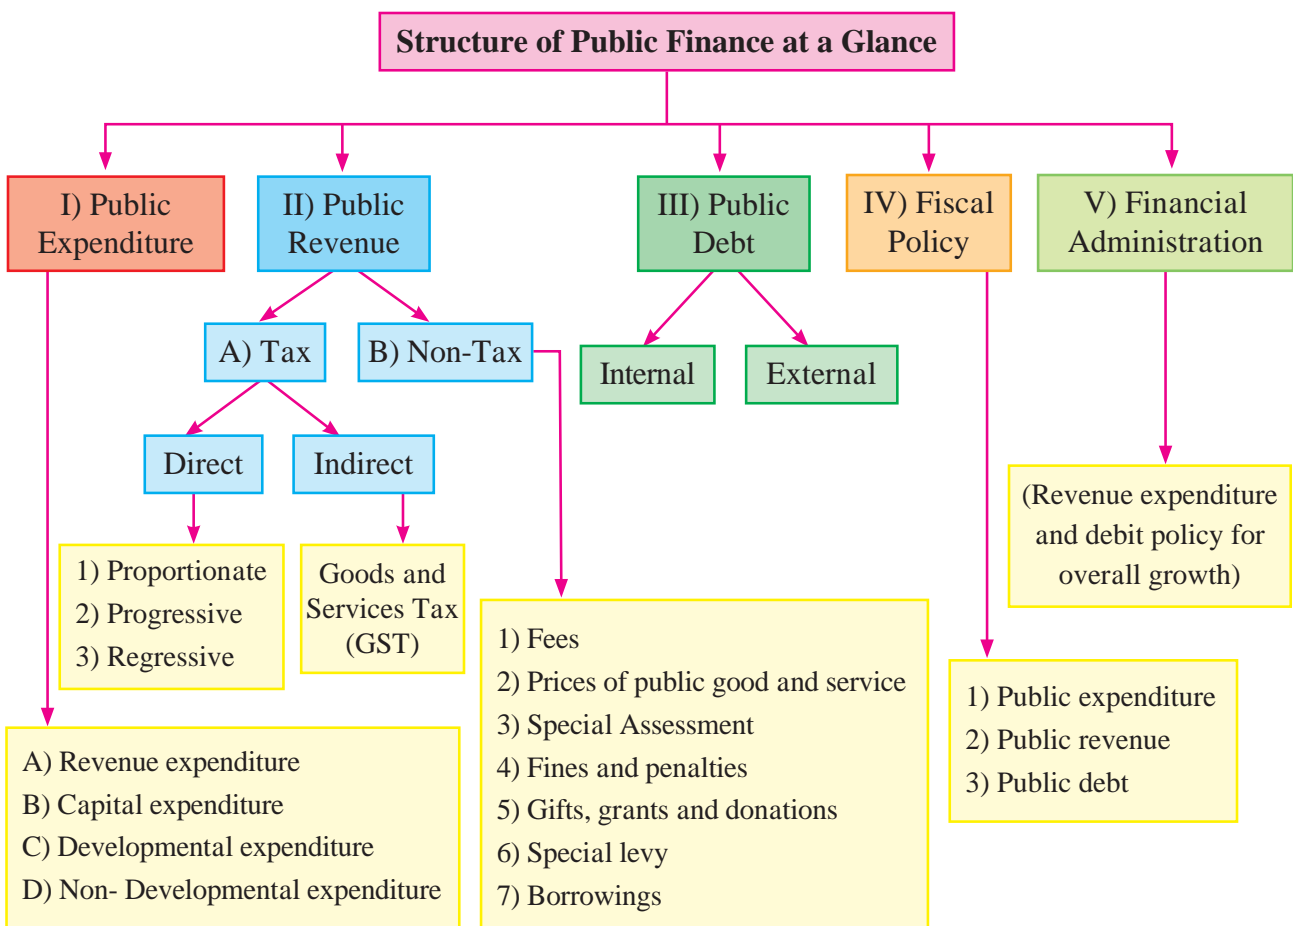 Structure of Public Finance at a Glance
I) Public
Expenditure
II) Public
Revenue
III) Public
Debt
IV) Fiscal
Policy
V) Financial
Administration
A) Tax
B) Non-Tax
Internal
External
Direct
Indirect
1) Proportionate
2) Progressive
3) Regressive
Goods and
Services Tax
(GST)
(Revenue expenditure
and debit policy for
overall growth)
A) Revenue expenditure
B) Capital expenditure
C) Developmental expenditure
D) Non- Developmental expenditure
1) Fees
2) Prices of public good and service
3) Special Assessment
4) Fines and penalties
5) Gifts, grants and donations
6) Special levy
7) Borrowings
1) Public expenditure
2) Public revenue
3) Public debt